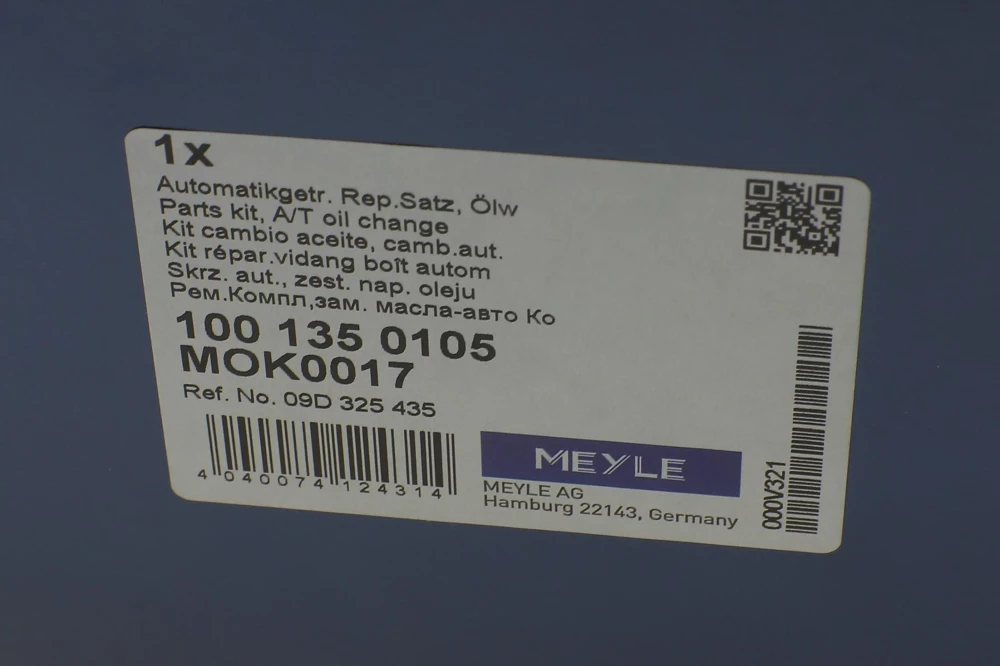 1x
Automatikgetr. Rep.Satz, Ölw
Parts kit, A/T oil change
Kit cambio aceite, camb.aut.
Kit répar.vidang boît autom
Skrz. aut., zest. nap. oleju
Рем.Компл,зам. масла-авто Ко
100 135 0105
MOK0017
Ref. No. 09D 325 435
4 040074 124314
MEYLE
MEYLE AG
Hamburg 22143, Germany
000V321